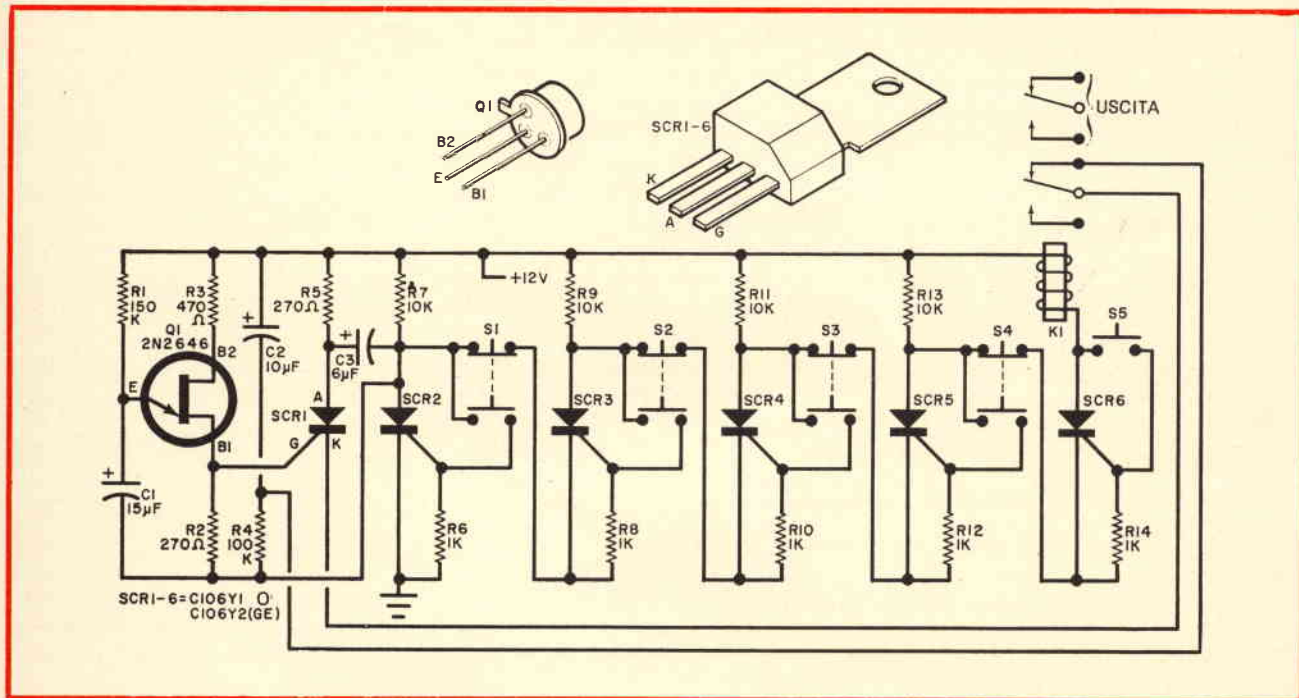 Q1
B2
E
B1
SCR1-6
K
A
G
USCITA
+12V
R1
150
K
R3
470
Ω
Q1
2N2646
B2
E
B1
C2
10µF
R5
270Ω
A
R7
10K
C3
6µF
A
SCR1
G
K
SCR2
S1
R9
10K
SCR3
S2
R11
10K
SCR4
S3
R13
10K
SCR5
S4
K1
S5
SCR6
C1
15µF
R2
270Ω
R4
100
K
R6
1K
R8
1K
R10
1K
R12
1K
R14
1K
SCR1-6=C106Y1 O
C106Y2(GE)